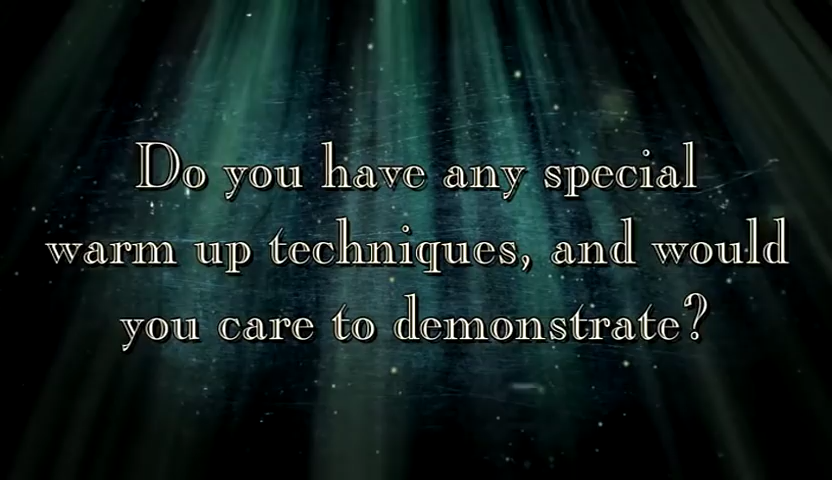 Do you have any special
warm up techniques, and would
you care to demonstrate?